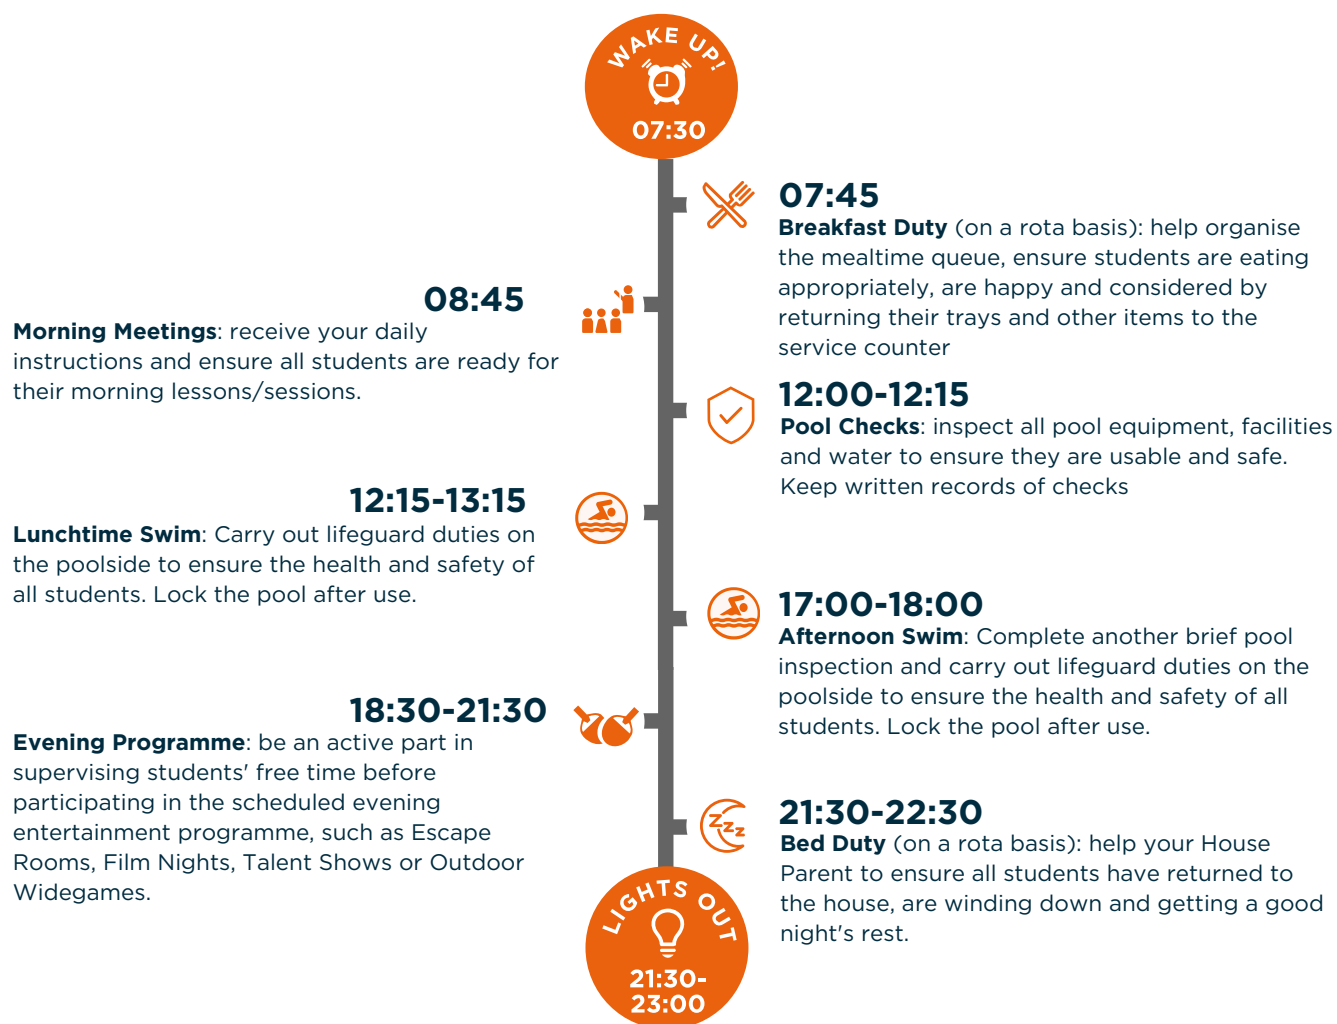 WAKE UP!
07:30
07:45
Breakfast Duty (on a rota basis): help organise
the mealtime queue, ensure students are eating
appropriately, are happy and considered by
returning their trays and other items to the
service counter
08:45
Morning Meetings: receive your daily
instructions and ensure all students are ready for
their morning lessons/sessions.
12:00-12:15
Pool Checks: inspect all pool equipment, facilities
and water to ensure they are usable and safe.
Keep written records of checks
12:15-13:15
Lunchtime Swim: Carry out lifeguard duties on
the poolside to ensure the health and safety of
all students. Lock the pool after use.
17:00-18:00
Afternoon Swim: Complete another brief pool
inspection and carry out lifeguard duties on the
poolside to ensure the health and safety of all
students. Lock the pool after use.
18:30-21:30
Evening Programme: be an active part in
supervising students' free time before
participating in the scheduled evening
entertainment programme, such as Escape
Rooms, Film Nights, Talent Shows or Outdoor
Widegames.
zzz
21:30-22:30
Bed Duty (on a rota basis): help your House
Parent to ensure all students have returned to
the house, are winding down and getting a good
night's rest.
LIGHTS OUT
21:30-
23:00